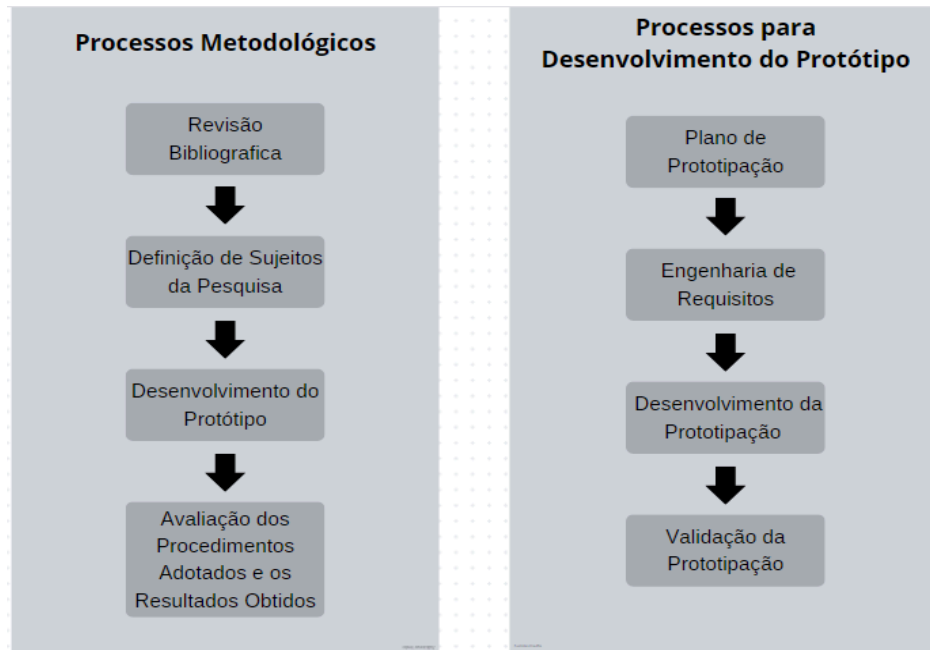 Processos Metodológicos
Revisão
Bibliografica
Definição de Sujeitos
da Pesquisa
Desenvolvimento do
Protótipo
Avaliação dos
Procedimentos
Adotados e os
Resultados Obtidos
Processos para
Desenvolvimento do Protótipo
Plano de
Prototipação
Engenharia de
Requisitos
Desenvolvimento da
Prototipação
Validação da
Prototipação